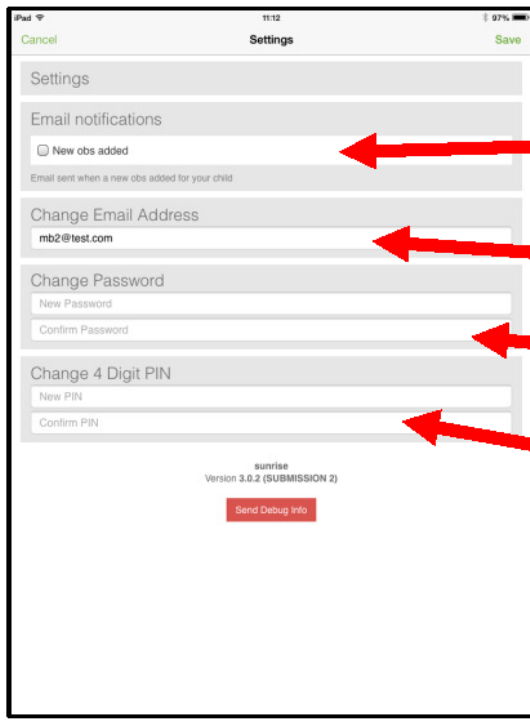 iPad 11:12 97%
Cancel Settings Save
Settings
Email notifications
New obs added
Email sent when a new obs added for your child
Change Email Address
mb2@test.com
Change Password
New Password
Confirm Password
Change 4 Digit PIN
New PIN
Confirm PIN
sunrise
Version 3.0.2 (SUBMISSION 2)
Send Debug Info